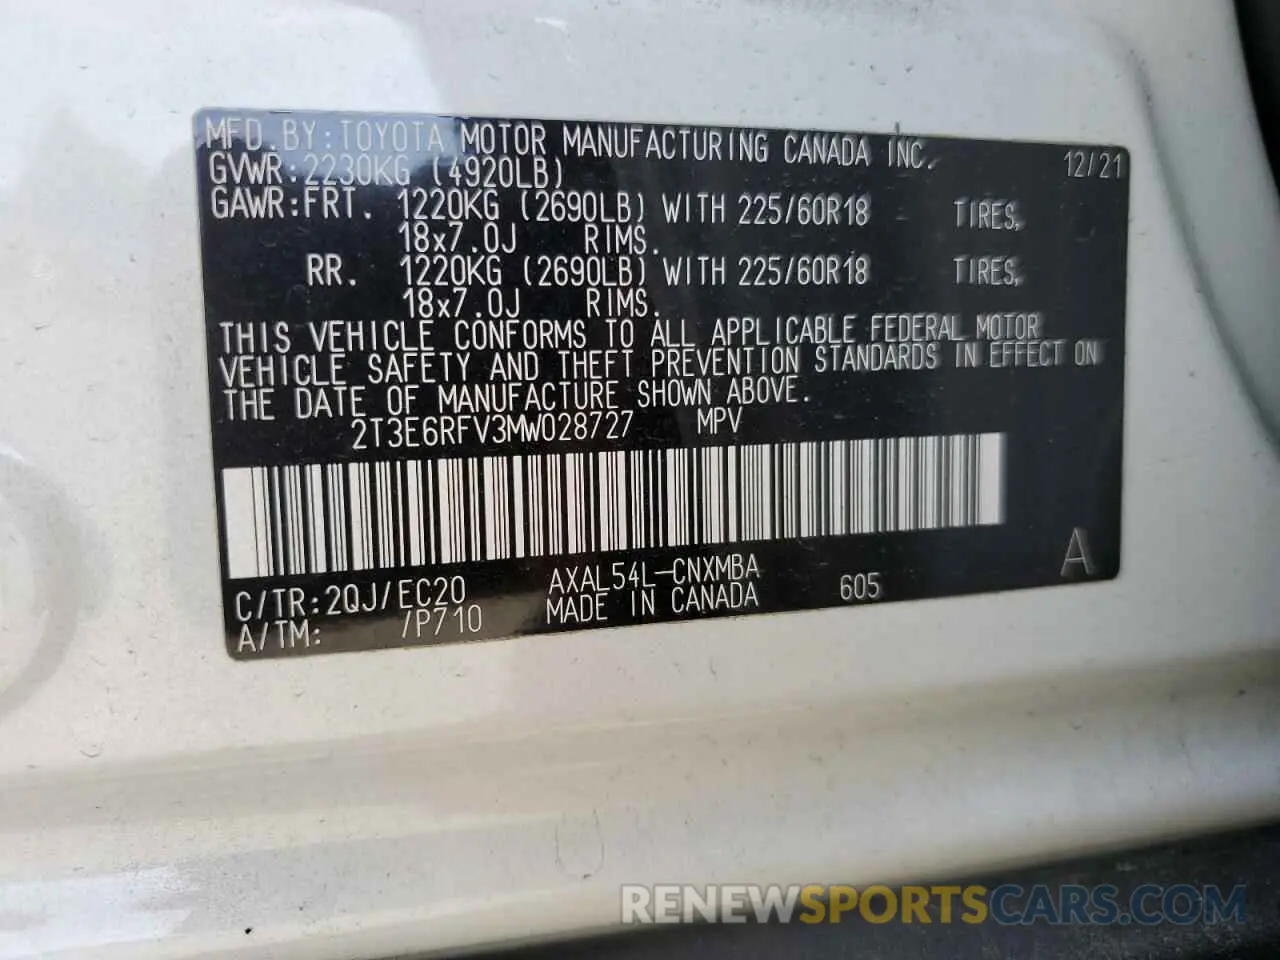 MFD.BY:TOYOTA MOTOR MANUFACTURING CANADA INC. 12/21
GVWR:2230KG (4920LB)
GAWR:FRT. 1220KG (2690LB) WITH 225/60R18 TIRES,
18x7.0J RIMS.
RR. 1220KG (2690LB) WITH 225/60R18 TIRES,
18x7.0J RIMS.
THIS VEHICLE CONFORMS TO ALL APPLICABLE FEDERAL MOTOR
VEHICLE SAFETY AND THEFT PREVENTION STANDARDS IN EFFECT ON
THE DATE OF MANUFACTURE SHOWN ABOVE.
2T3E6RFV3MW028727 MPV
A
C/TR:2QJ/EC20 AXAL54L-CNXMBA 605
A/TM: /P710 MADE IN CANADA
RENEWSPORTSCARS.COM